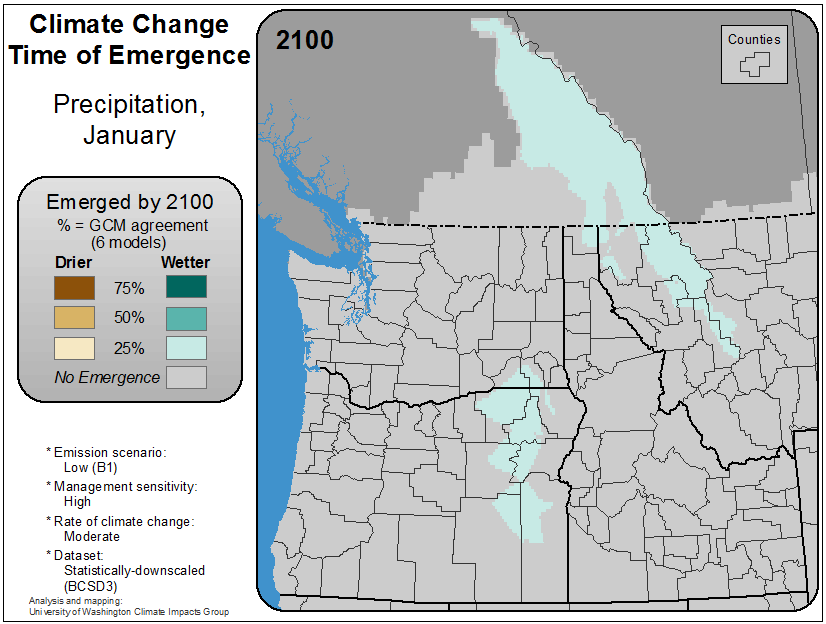 Climate Change
Time of Emergence
Precipitation,
January
Emerged by 2100
% = GCM agreement
(6 models)
Drier Wetter
75%
50%
25%
No Emergence
* Emission scenario:
Low (B1)
* Management sensitivity:
High
* Rate of climate change:
Moderate
* Dataset:
Statistically-downscaled
(BCSD3)
Analysis and mapping:
University of Washington Climate Impacts Group
2100
Counties